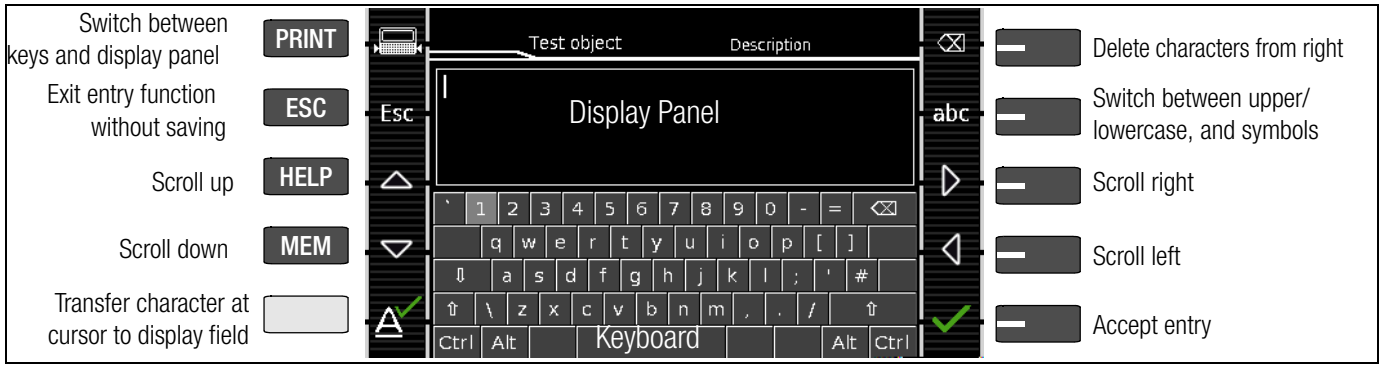 Switch between
keys and display panel
PRINT
Test object Description
Delete characters from right
Exit entry function
without saving
ESC
Esc
Display Panel
abc
Switch between upper/
lowercase, and symbols
Scroll up
HELP
Scroll right
` 1 2 3 4 5 6 7 8 9 0 - =
Scroll down
MEM
q w e r t y u i o p [ ]
Scroll left
a s d f g h j k l ; ' #
Transfer character at
cursor to display field
A
\ z x c v b n m , . /
Ctrl Alt Keyboard Alt Ctrl
Accept entry